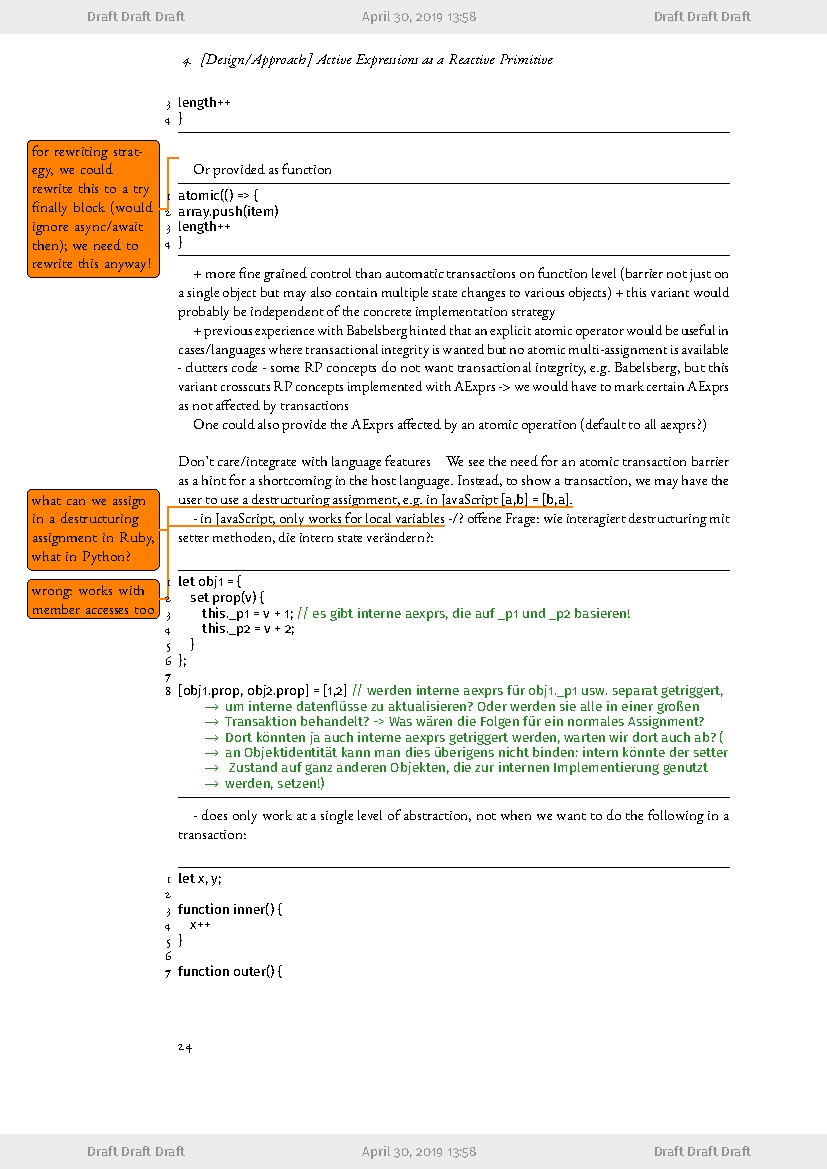 Draft Draft Draft April 30, 2019 13:58 Draft Draft Draft
4. [Design/Approach] Active Expressions as a Reactive Primitive
3 length++
4 }
for rewriting strat-
egy, we could
rewrite this to a try
finally block (would
ignore async/await
then); we need to
rewrite this anyway!
Or provided as function
1 atomic(() => {
2 array.push(item)
3 length++
4 }
+ more fine grained control than automatic transactions on function level (barrier not just on
a single object but may also contain multiple state changes to various objects) + this variant would
probably be independent of the concrete implementation strategy
+ previous experience with Babelsberg hinted that an explicit atomic operator would be useful in
cases/languages where transactional integrity is wanted but no atomic multi-assignment is available
- clutters code - some RP concepts do not want transactional integrity, e.g. Babelsberg, but this
variant crosscuts RP concepts implemented with AExprs -> we would have to mark certain AExprs
as not affected by transactions
One could also provide the AExprs affected by an atomic operation (default to all aexprs?)
Don't care/integrate with language features We see the need for an atomic transaction barrier
as a hint for a shortcoming in the host language. Instead, to show a transaction, we may have the
user to use a destructuring assignment, e.g. in JavaScript [a,b] = [b,a].
what can we assign
in a destructuring
assignment in Ruby,
what in Python?
- in JavaScript, only works for local variables -/? offene Frage: wie interagiert destructuring mit
setter methoden, die intern state verändern?:
wrong: works with
member accesses too
1 let obj1 = {
2 set prop(v) {
3 this._p1 = v + 1; // es gibt interne aexprs, die auf _p1 und _p2 basieren!
4 this._p2 = v + 2;
5 }
6 };
7
8 [obj1.prop, obj2.prop] = [1,2] // werden interne aexprs für obj1._p1 usw. separat getriggert,
→ um interne datenflüsse zu aktualisieren? Oder werden sie alle in einer großen
→ Transaktion behandelt? -> Was wären die Folgen für ein normales Assignment?
→ Dort könnten ja auch interne aexprs getriggert werden, warten wir dort auch ab? (
→ an Objektidentität kann man dies übrigens nicht binden: intern könnte der setter
→ Zustand auf ganz anderen Objekten, die zur internen Implementierung genutzt
→ werden, setzen!)
- does only work at a single level of abstraction, not when we want to do the following in a
transaction:
1 let x, y;
2
3 function inner() {
4 x++
5 }
6
7 function outer() {
24
Draft Draft Draft April 30, 2019 13:58 Draft Draft Draft